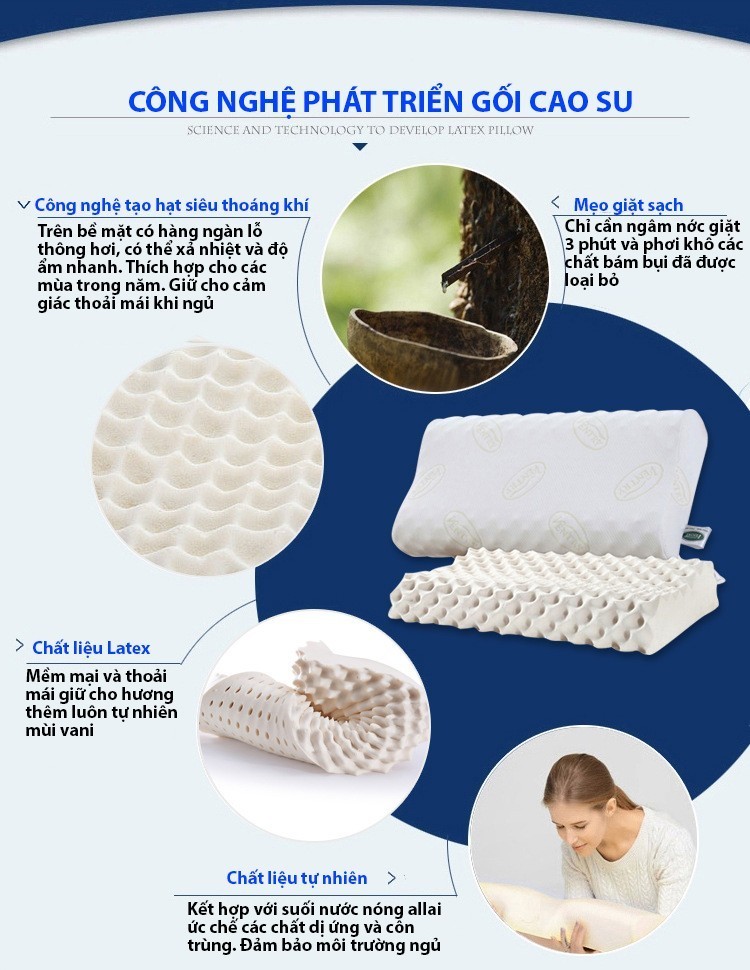 CÔNG NGHỆ PHÁT TRIỂN GỐI CAO SU
SCIENCE AND TECHNOLOGY TO DEVELOP LATEX PILLOW
Công nghệ tạo hạt siêu thoáng khí
Trên bề mặt có hàng ngàn lỗ
thông hơi, có thể xả nhiệt và độ
ẩm nhanh. Thích hợp cho các
mùa trong năm. Giữ cho cảm
giác thoải mái khi ngủ
Mẹo giặt sạch
Chỉ cần ngâm nớc giặt
3 phút và phơi khô các
chất bám bụi đã được
loại bỏ
Chất liệu Latex
Mềm mại và thoải
mái giữ cho hương
thêm luôn tự nhiên
mùi vani
Chất liệu tự nhiên
Kết hợp với suối nước nóng allai
ức chế các chất dị ứng và côn
trùng. Đảm bảo môi trường ngủ